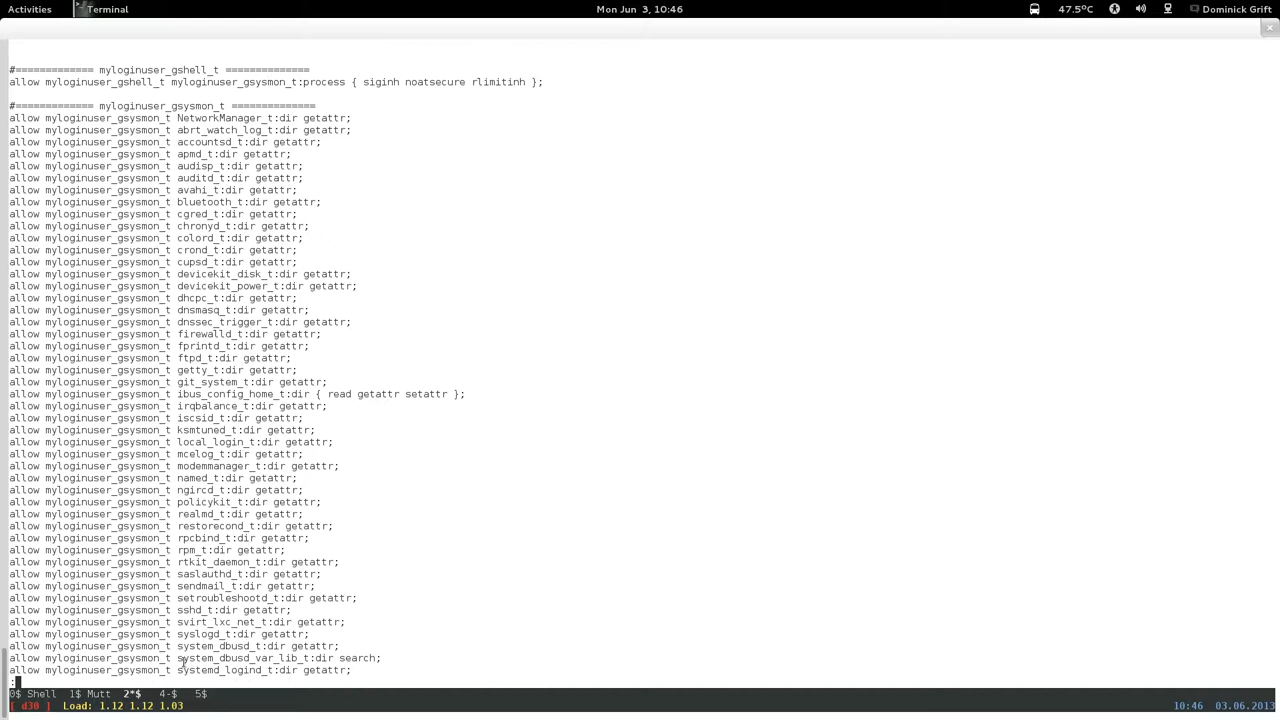 Activities Terminal Mon Jun 3, 10:46 47.5°C Dominick Grift
#============= myloginuser_gshell_t ==============
allow myloginuser_gshell_t myloginuser_gsysmon_t:process { siginh noatsecure rlimitinh };
#============= myloginuser_gsysmon_t ==============
allow myloginuser_gsysmon_t NetworkManager_t:dir getattr;
allow myloginuser_gsysmon_t abrt_watch_log_t:dir getattr;
allow myloginuser_gsysmon_t accountsd_t:dir getattr;
allow myloginuser_gsysmon_t apmd_t:dir getattr;
allow myloginuser_gsysmon_t audisp_t:dir getattr;
allow myloginuser_gsysmon_t auditd_t:dir getattr;
allow myloginuser_gsysmon_t avahi_t:dir getattr;
allow myloginuser_gsysmon_t bluetooth_t:dir getattr;
allow myloginuser_gsysmon_t cgred_t:dir getattr;
allow myloginuser_gsysmon_t chronyd_t:dir getattr;
allow myloginuser_gsysmon_t colord_t:dir getattr;
allow myloginuser_gsysmon_t crond_t:dir getattr;
allow myloginuser_gsysmon_t cupsd_t:dir getattr;
allow myloginuser_gsysmon_t devicekit_disk_t:dir getattr;
allow myloginuser_gsysmon_t devicekit_power_t:dir getattr;
allow myloginuser_gsysmon_t dhcpc_t:dir getattr;
allow myloginuser_gsysmon_t dnsmasq_t:dir getattr;
allow myloginuser_gsysmon_t dnssec_trigger_t:dir getattr;
allow myloginuser_gsysmon_t firewalld_t:dir getattr;
allow myloginuser_gsysmon_t fprintd_t:dir getattr;
allow myloginuser_gsysmon_t ftpd_t:dir getattr;
allow myloginuser_gsysmon_t getty_t:dir getattr;
allow myloginuser_gsysmon_t git_system_t:dir getattr;
allow myloginuser_gsysmon_t ibus_config_home_t:dir { read getattr setattr };
allow myloginuser_gsysmon_t irqbalance_t:dir getattr;
allow myloginuser_gsysmon_t iscsid_t:dir getattr;
allow myloginuser_gsysmon_t ksmtuned_t:dir getattr;
allow myloginuser_gsysmon_t local_login_t:dir getattr;
allow myloginuser_gsysmon_t mcelog_t:dir getattr;
allow myloginuser_gsysmon_t modemmanager_t:dir getattr;
allow myloginuser_gsysmon_t named_t:dir getattr;
allow myloginuser_gsysmon_t ngircd_t:dir getattr;
allow myloginuser_gsysmon_t policykit_t:dir getattr;
allow myloginuser_gsysmon_t realmd_t:dir getattr;
allow myloginuser_gsysmon_t restorecond_t:dir getattr;
allow myloginuser_gsysmon_t rpcbind_t:dir getattr;
allow myloginuser_gsysmon_t rpm_t:dir getattr;
allow myloginuser_gsysmon_t rtkit_daemon_t:dir getattr;
allow myloginuser_gsysmon_t saslauthd_t:dir getattr;
allow myloginuser_gsysmon_t sendmail_t:dir getattr;
allow myloginuser_gsysmon_t setroubleshootd_t:dir getattr;
allow myloginuser_gsysmon_t sshd_t:dir getattr;
allow myloginuser_gsysmon_t svirt_lxc_net_t:dir getattr;
allow myloginuser_gsysmon_t syslogd_t:dir getattr;
allow myloginuser_gsysmon_t system_dbusd_t:dir getattr;
allow myloginuser_gsysmon_t system_dbusd_var_lib_t:dir search;
allow myloginuser_gsysmon_t systemd_logind_t:dir getattr;
:
0$ Shell 1$ Mutt 2*$ 4-$ 5$
[ d30 ] Load: 1.12 1.12 1.03 10:46 03.06.2013